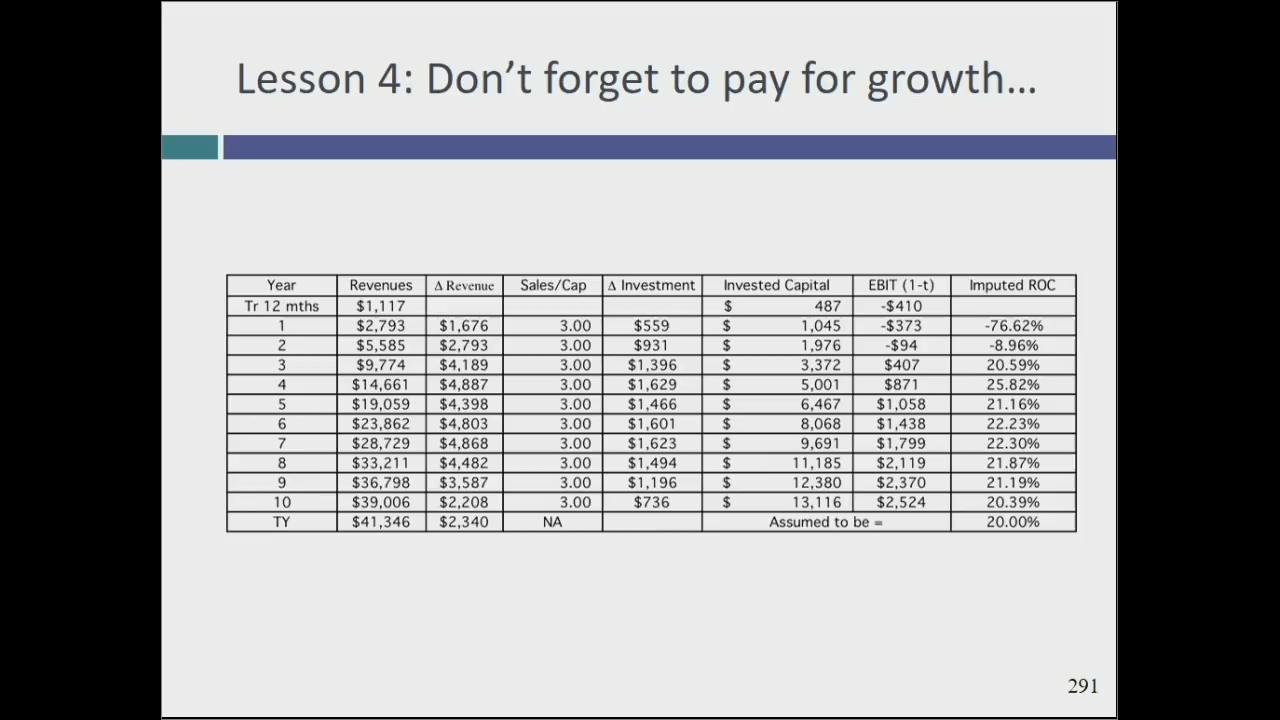 Lesson 4: Don’t forget to pay for growth...
Year Revenues Δ Revenue Sales/Cap Δ Investment Invested Capital EBIT (1-t) Imputed ROC
Tr 12 mths $1,117 $ 487 -$410
1 $2,793 $1,676 3.00 $559 $ 1,045 -$373 -76.62%
2 $5,585 $2,793 3.00 $931 $ 1,976 -$94 -8.96%
3 $9,774 $4,189 3.00 $1,396 $ 3,372 $407 20.59%
4 $14,661 $4,887 3.00 $1,629 $ 5,001 $871 25.82%
5 $19,059 $4,398 3.00 $1,466 $ 6,467 $1,058 21.16%
6 $23,862 $4,803 3.00 $1,601 $ 8,068 $1,438 22.23%
7 $28,729 $4,868 3.00 $1,623 $ 9,691 $1,799 22.30%
8 $33,211 $4,482 3.00 $1,494 $ 11,185 $2,119 21.87%
9 $36,798 $3,587 3.00 $1,196 $ 12,380 $2,370 21.19%
10 $39,006 $2,208 3.00 $736 $ 13,116 $2,524 20.39%
TY $41,346 $2,340 NA Assumed to be = 20.00%
291